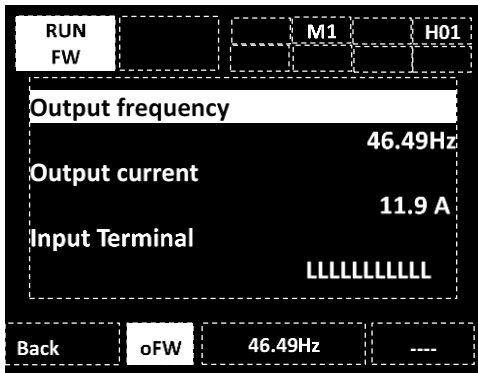 RUN M1 H01
FW
Output frequency
46.49Hz
Output current
11.9 A
Input Terminal
LLLLLLLLLLL
Back oFW 46.49Hz ----